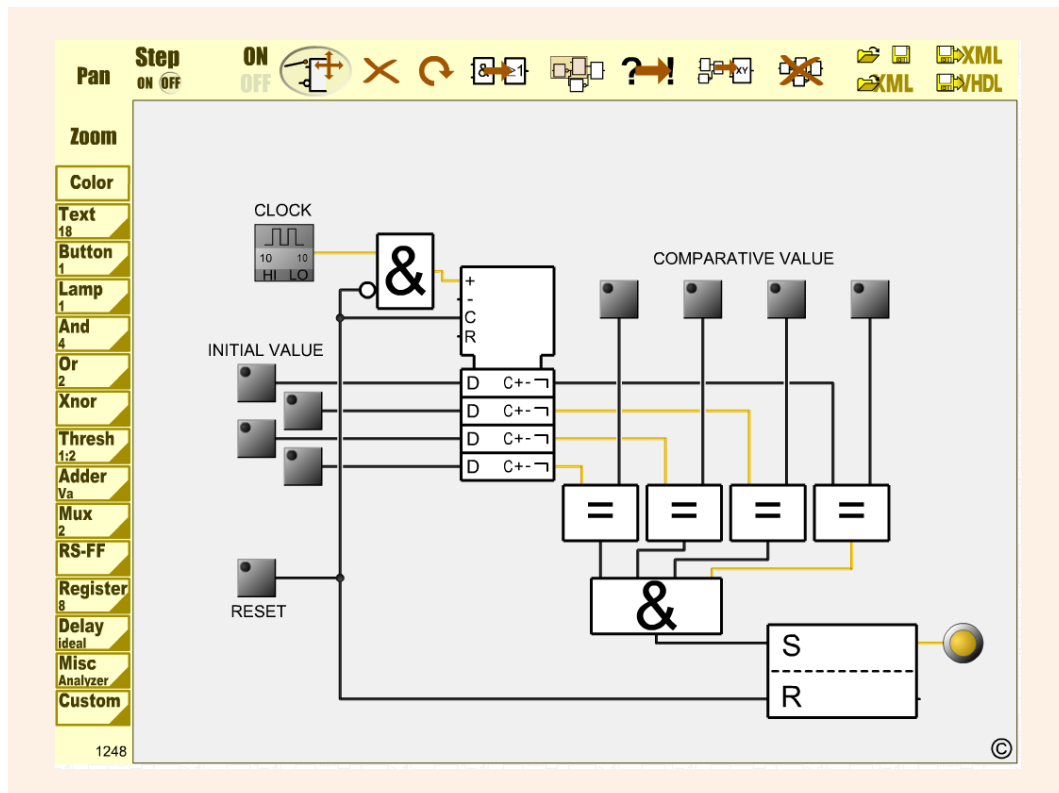 Pan
Step
ON OFF
ON
OFF
& ≥1
? !
XY
XML
XML
VHDL
Zoom
Color
Text
18
Button
1
Lamp
1
And
4
Or
2
Xnor
Thresh
1:2
Adder
Va
Mux
2
RS-FF
Register
8
Delay
ideal
Misc
Analyzer
Custom
1248
CLOCK
10 10
HI LO
&
+
-
C
R
COMPARATIVE VALUE
INITIAL VALUE
D C+-
D C+-
D C+-
D C+-
= = = =
&
RESET
S
R
©